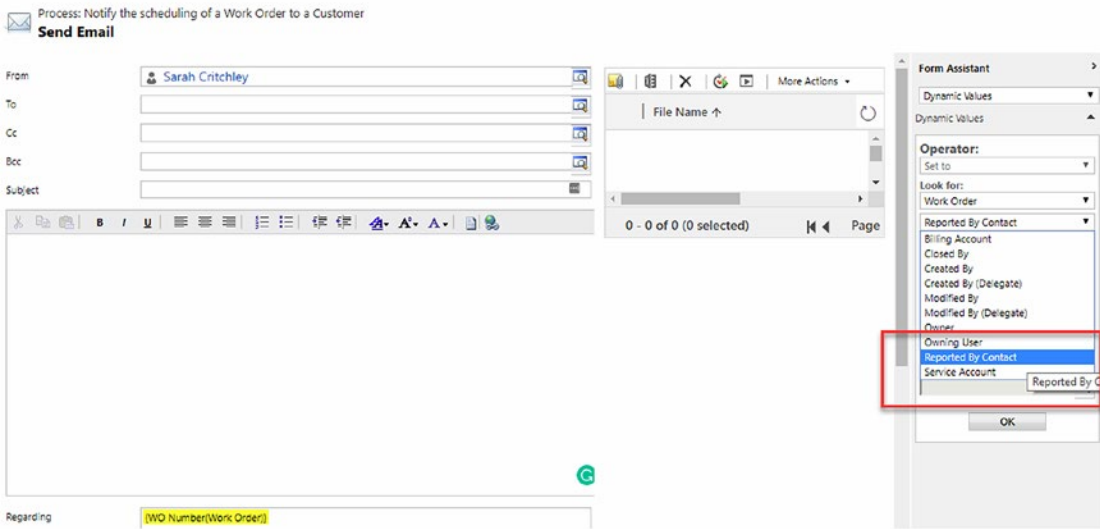 Process: Notify the scheduling of a Work Order to a Customer
Send Email
From
Sarah Critchley
To
Cc
Bcc
Subject
B I U
A A A
Regarding
{WO Number(Work Order)}
More Actions
File Name
0 - 0 of 0 (0 selected)
Page
Form Assistant
Dynamic Values
Dynamic Values
Operator:
Set to
Look for:
Work Order
Reported By Contact
Billing Account
Closed By
Created By
Created By (Delegate)
Modified By
Modified By (Delegate)
Owner
Owning User
Reported By Contact
Service Account
Reported By C
OK